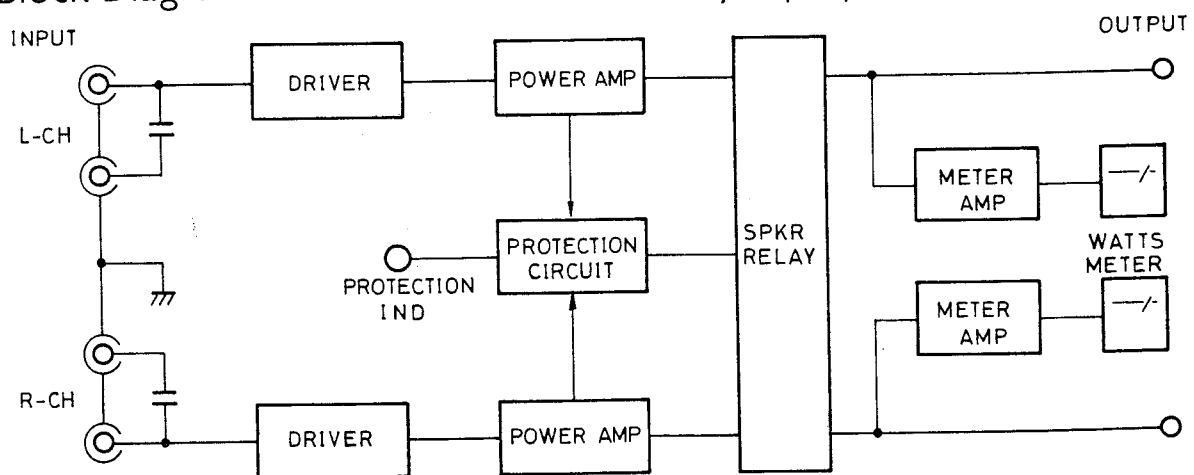 INPUT
OUTPUT
DRIVER
POWER AMP
L-CH
METER
AMP
PROTECTION
CIRCUIT
SPKR
RELAY
WATTS
METER
PROTECTION
IND
METER
AMP
R-CH
DRIVER
POWER AMP